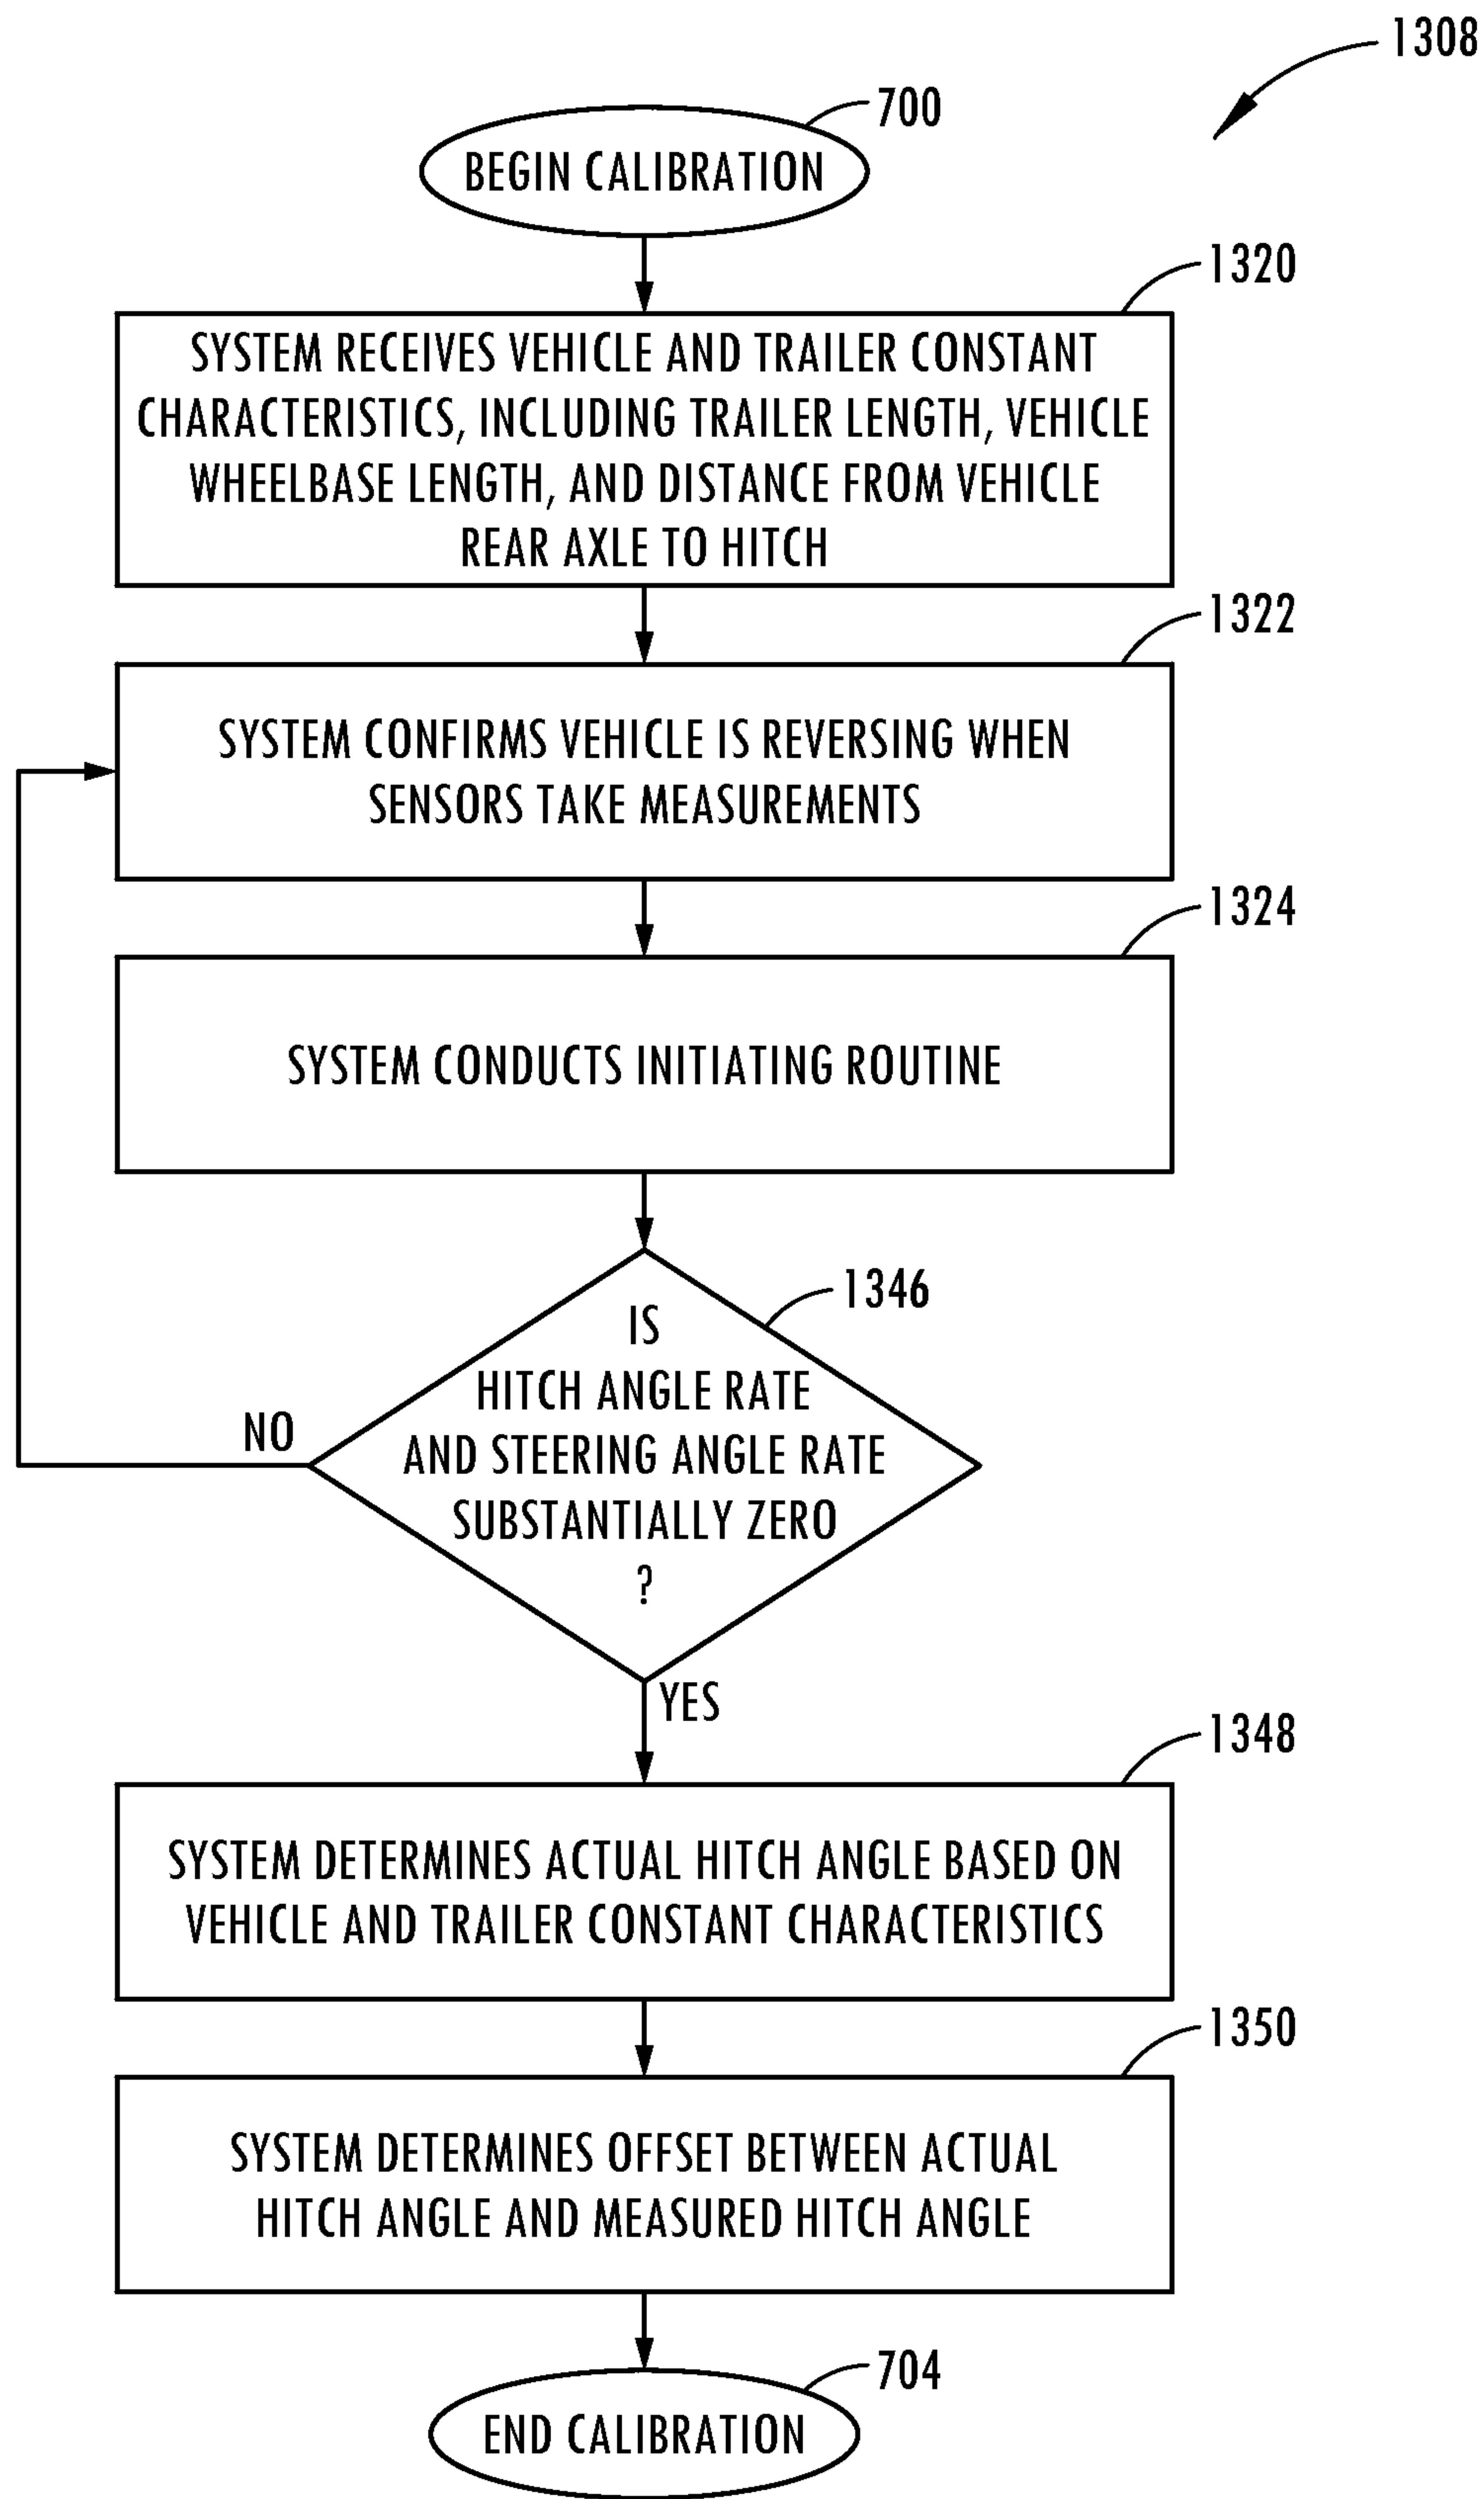 1308
700
BEGIN CALIBRATION
1320
SYSTEM RECEIVES VEHICLE AND TRAILER CONSTANT
CHARACTERISTICS, INCLUDING TRAILER LENGTH, VEHICLE
WHEELBASE LENGTH, AND DISTANCE FROM VEHICLE
REAR AXLE TO HITCH
1322
SYSTEM CONFIRMS VEHICLE IS REVERSING WHEN
SENSORS TAKE MEASUREMENTS
1324
SYSTEM CONDUCTS INITIATING ROUTINE
1346
IS
HITCH ANGLE RATE
AND STEERING ANGLE RATE
SUBSTANTIALLY ZERO
?
NO
YES
1348
SYSTEM DETERMINES ACTUAL HITCH ANGLE BASED ON
VEHICLE AND TRAILER CONSTANT CHARACTERISTICS
1350
SYSTEM DETERMINES OFFSET BETWEEN ACTUAL
HITCH ANGLE AND MEASURED HITCH ANGLE
704
END CALIBRATION